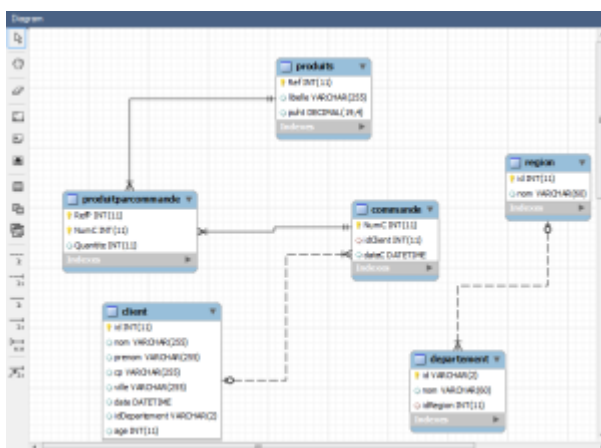 Diagram
produits
Ref INT(11)
libelle VARCHAR(255)
puht DECIMAL(19,4)
Indexes
region
id INT(11)
nom VARCHAR(60)
Indexes
produitparcommande
RefP INT(11)
NumC INT(11)
Quantite INT(11)
Indexes
commande
NumC INT(11)
idClient INT(11)
dateC DATETIME
Indexes
client
id INT(11)
nom VARCHAR(255)
prenom VARCHAR(255)
cp VARCHAR(255)
ville VARCHAR(255)
date DATETIME
idDepartement VARCHAR(2)
age INT(11)
departement
id VARCHAR(2)
nom VARCHAR(60)
idRegion INT(11)
Indexes